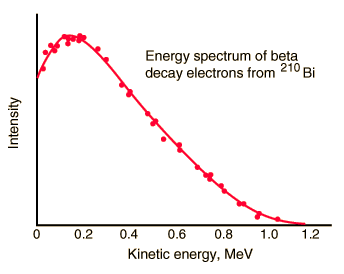 Energy spectrum of beta
decay electrons from ²¹⁰Bi
Intensity
0 0.2 0.4 0.6 0.8 1.0 1.2
Kinetic energy, MeV